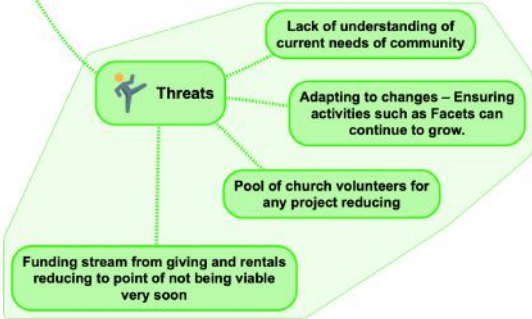 Lack of understanding of
current needs of community
Threats
Adapting to changes – Ensuring
activities such as Facets can
continue to grow.
Pool of church volunteers for
any project reducing
Funding stream from giving and rentals
reducing to point of not being viable
very soon